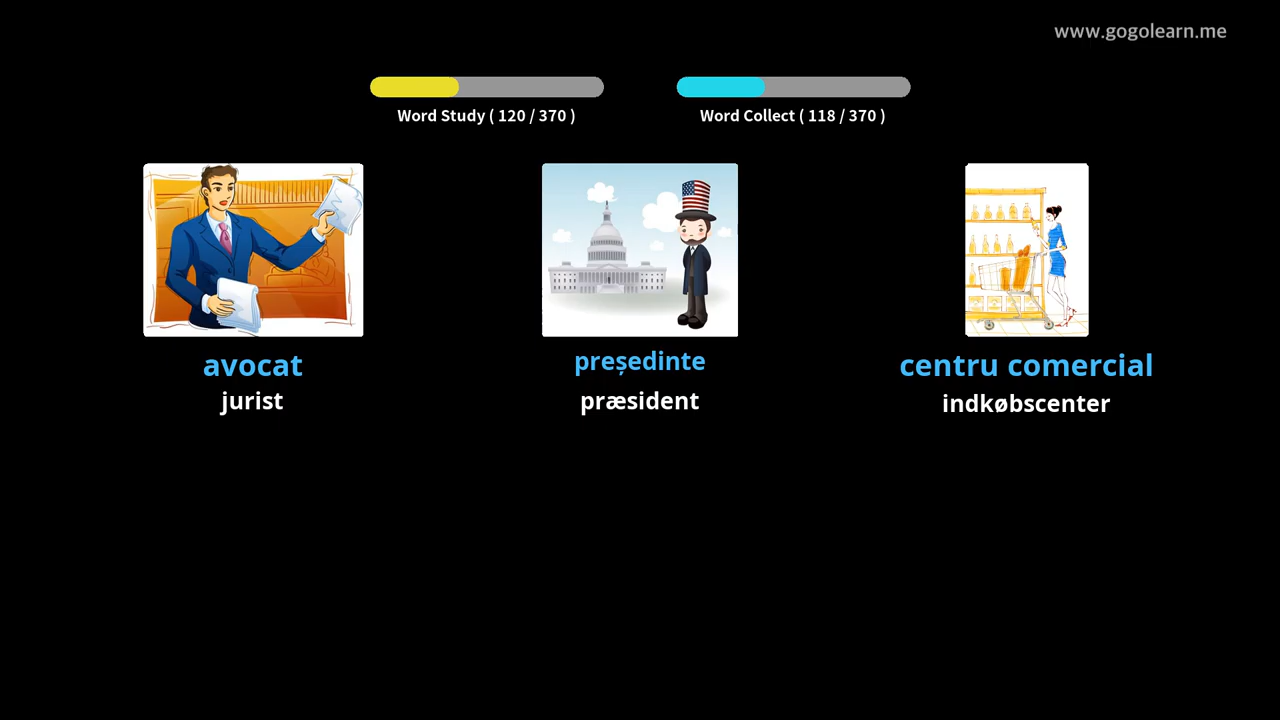 www.gogolearn.me
Word Study ( 120 / 370 )
Word Collect ( 118 / 370 )
avocat
jurist
președinte
præsident
centru comercial
indkøbscenter